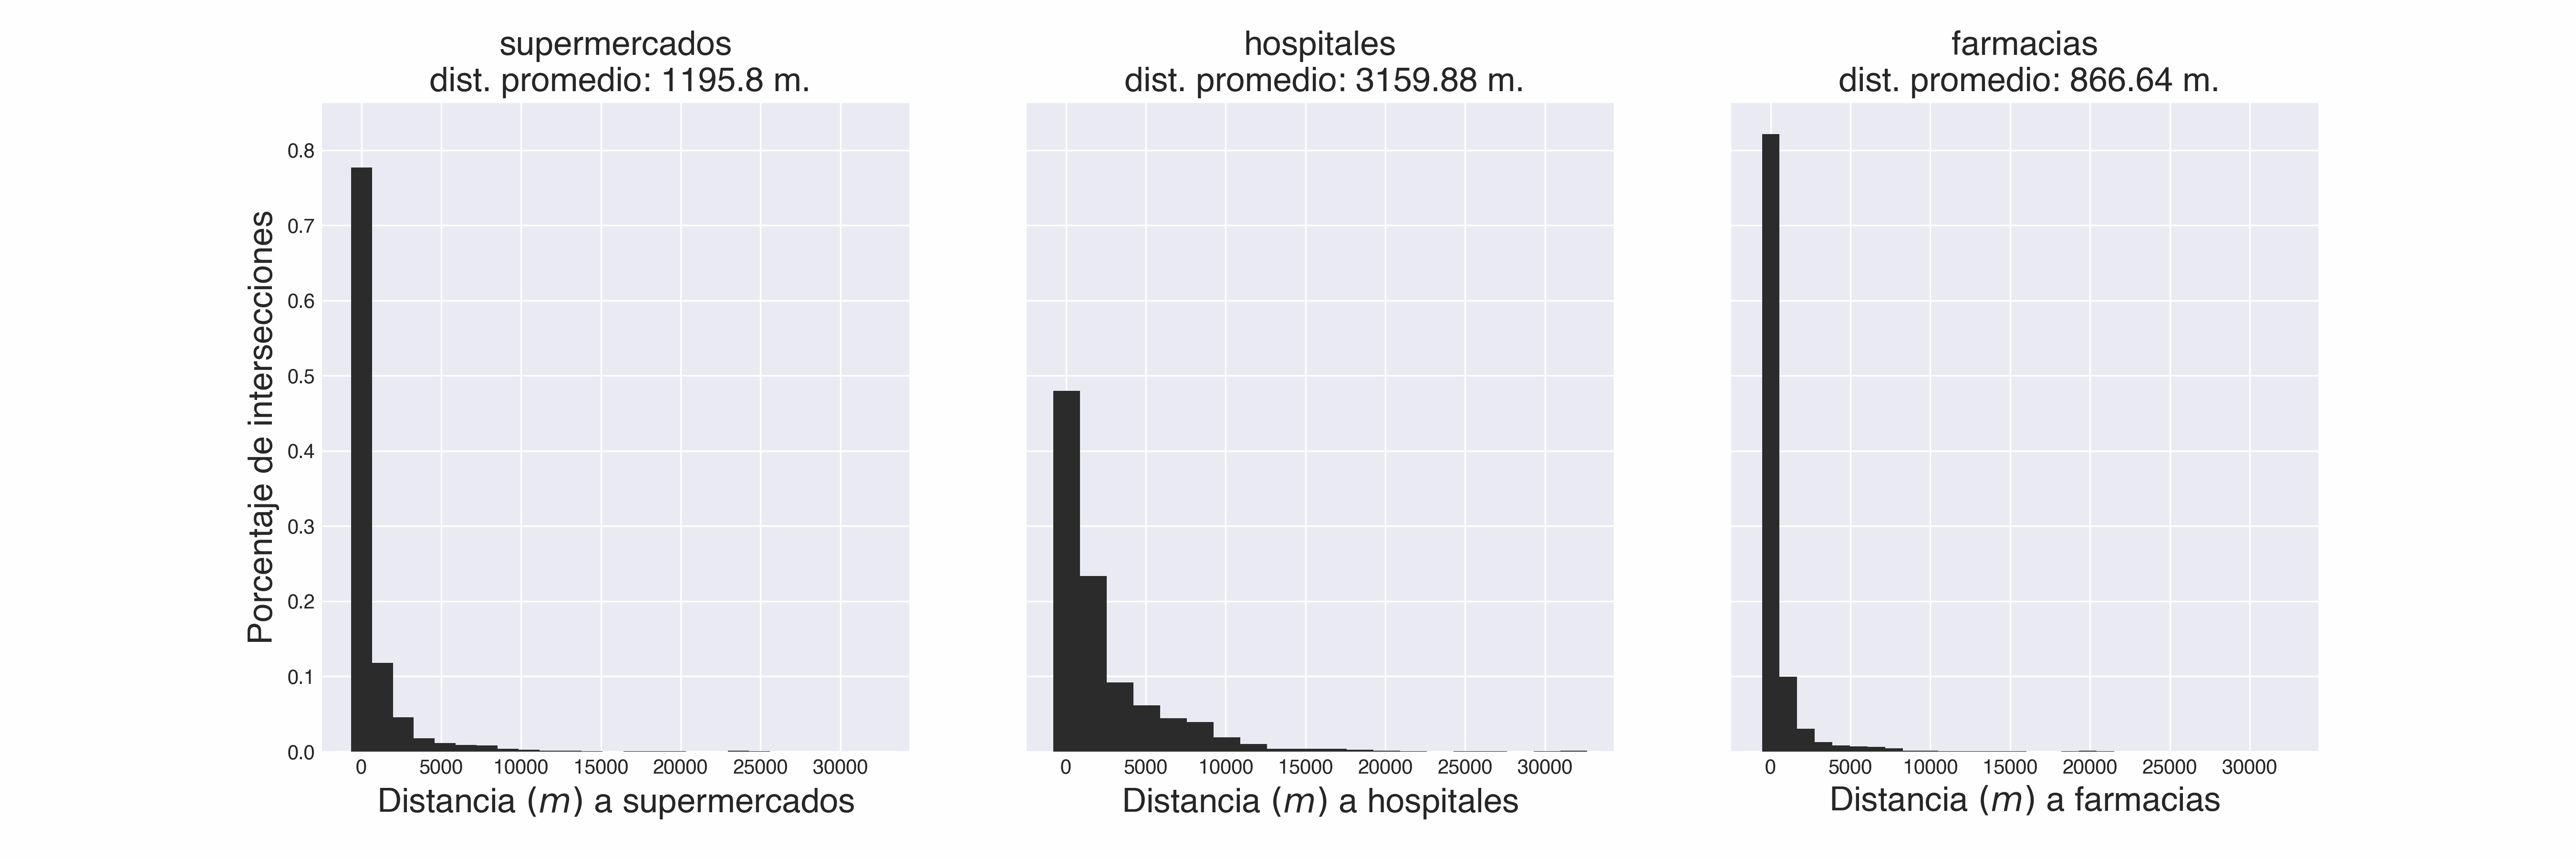 supermercados
dist. promedio: 1195.8 m.
hospitales
dist. promedio: 3159.88 m.
farmacias
dist. promedio: 866.64 m.
Porcentaje de intersecciones
0.8
0.7
0.6
0.5
0.4
0.3
0.2
0.1
0.0
0 5000 10000 15000 20000 25000 30000
Distancia (m) a supermercados
0 5000 10000 15000 20000 25000 30000
Distancia (m) a hospitales
0 5000 10000 15000 20000 25000 30000
Distancia (m) a farmacias